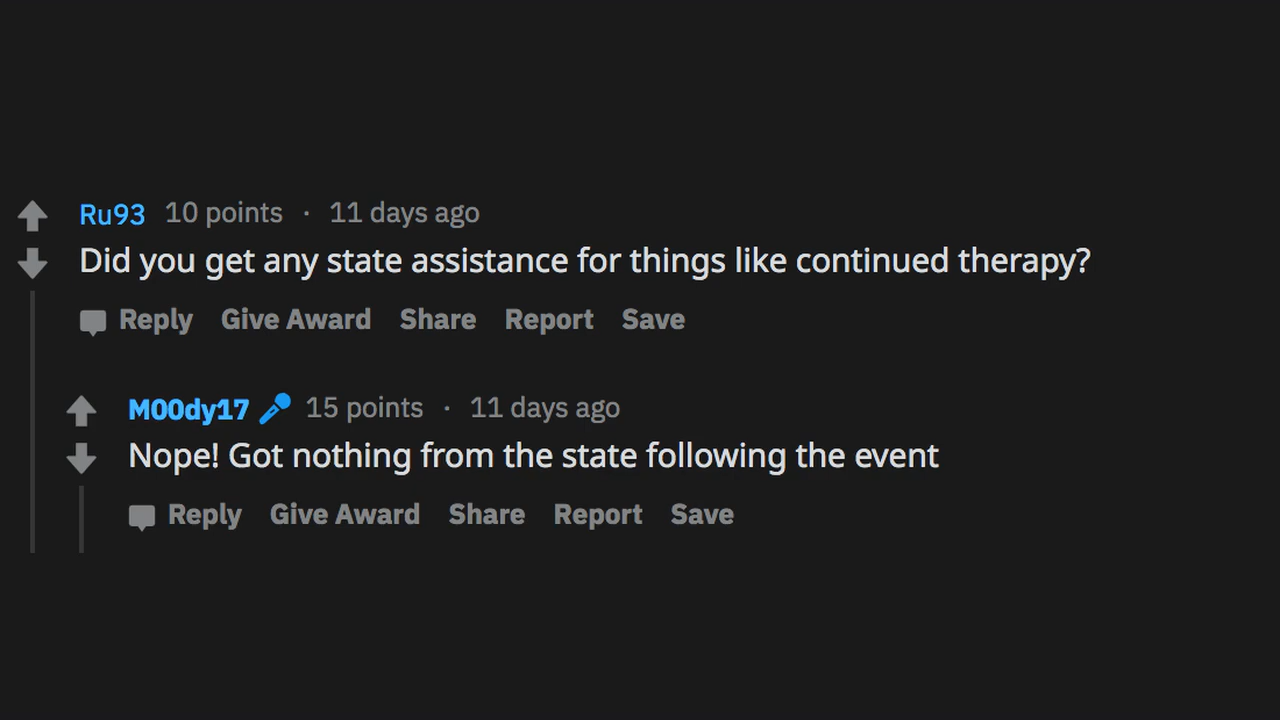 Ru93 10 points · 11 days ago
Did you get any state assistance for things like continued therapy?
Reply Give Award Share Report Save
M00dy17 15 points · 11 days ago
Nope! Got nothing from the state following the event
Reply Give Award Share Report Save